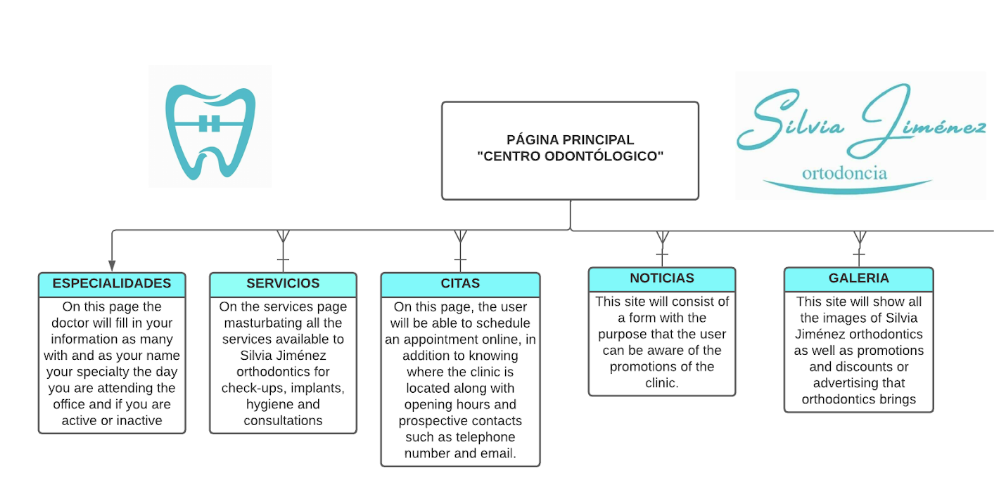 Silvia Jiménez
ortodoncia
PÁGINA PRINCIPAL
"CENTRO ODONTÓLOGICO"
ESPECIALIDADES
On this page the
doctor will fill in your
information as many
with and as your name
your specialty the day
you are attending the
office and if you are
active or inactive
SERVICIOS
On the services page
masturbating all the
services available to
Silvia Jiménez
orthodontics for
check-ups, implants,
hygiene and
consultations
CITAS
On this page, the user
will be able to schedule
an appointment online, in
addition to knowing
where the clinic is
located along with
opening hours and
prospective contacts
such as telephone
number and email.
NOTICIAS
This site will consist of
a form with the
purpose that the user
can be aware of the
promotions of the
clinic.
GALERIA
This site will show all
the images of Silvia
Jiménez orthodontics
as well as promotions
and discounts or
advertising that
orthodontics brings